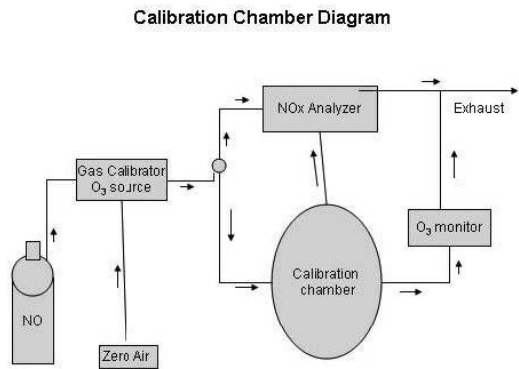 Calibration Chamber Diagram
NOx Analyzer
Exhaust
Gas Calibrator
O₃ source
O₃ monitor
Calibration
chamber
NO
Zero Air